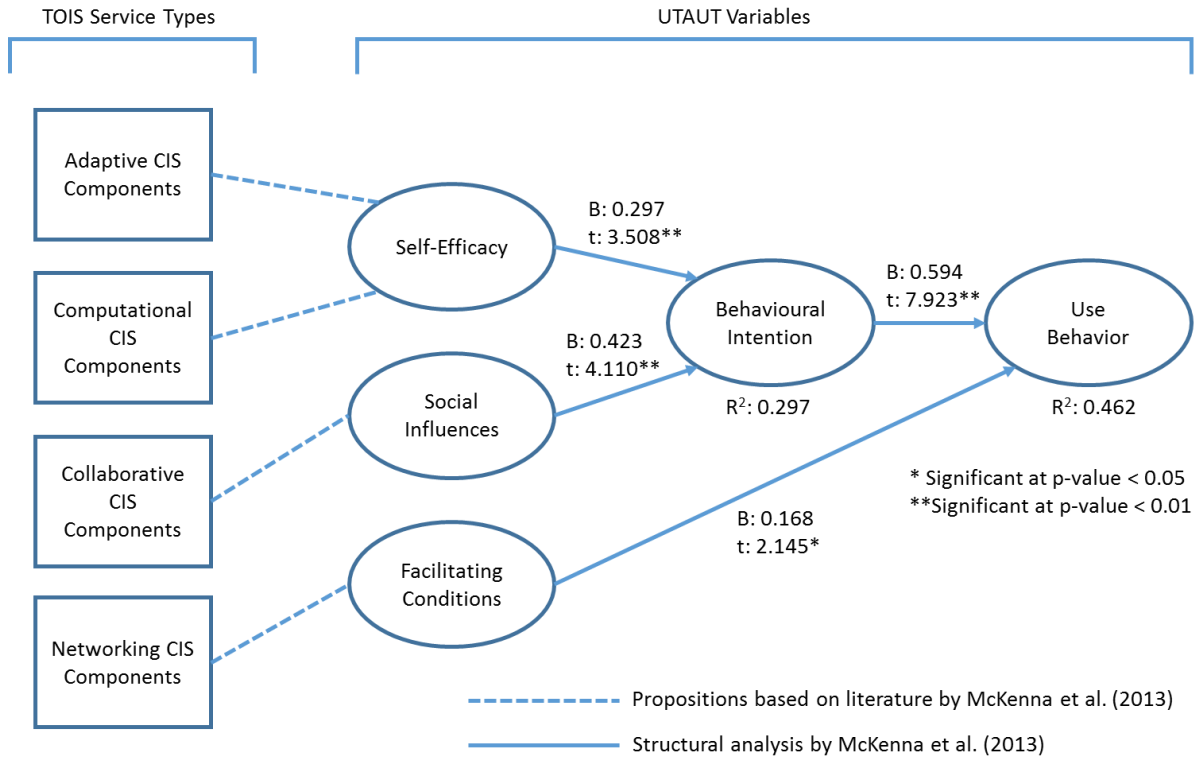 TOIS Service Types
UTAUT Variables
Adaptive CIS
Components
Computational
CIS
Components
Collaborative
CIS
Components
Networking CIS
Components
Self-Efficacy
Social
Influences
Facilitating
Conditions
B: 0.297
t: 3.508**
B: 0.423
t: 4.110**
B: 0.168
t: 2.145*
Behavioural
Intention
R²: 0.297
B: 0.594
t: 7.923**
Use
Behavior
R²: 0.462
* Significant at p-value < 0.05
**Significant at p-value < 0.01
Propositions based on literature by McKenna et al. (2013)
Structural analysis by McKenna et al. (2013)